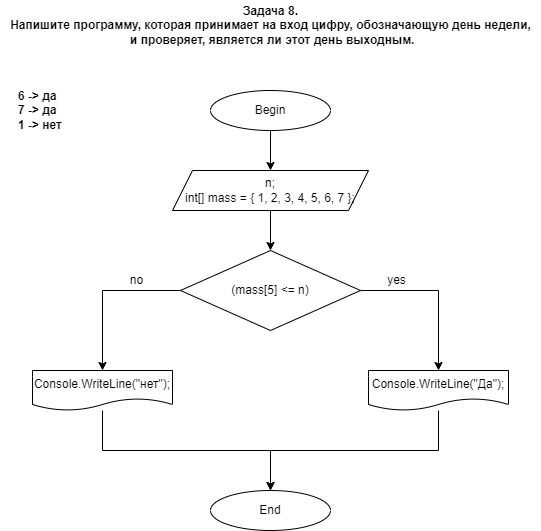 Задача 8.
Напишите программу, которая принимает на вход цифру, обозначающую день недели,
и проверяет, является ли этот день выходным.
6 -> да
7 -> да
1 -> нет
Begin
n;
int[] mass = { 1, 2, 3, 4, 5, 6, 7 };
no
(mass[5] <= n)
yes
Console.WriteLine("нет");
Console.WriteLine("Да");
End